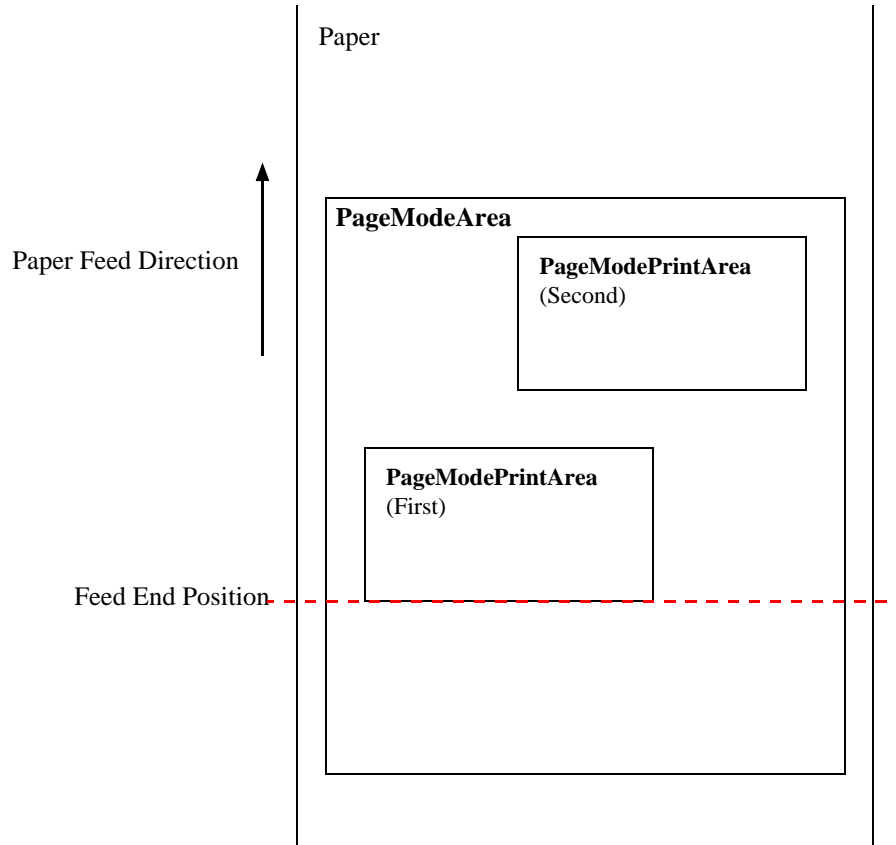 Paper
PageModeArea
Paper Feed Direction
PageModePrintArea
(Second)
PageModePrintArea
(First)
Feed End Position